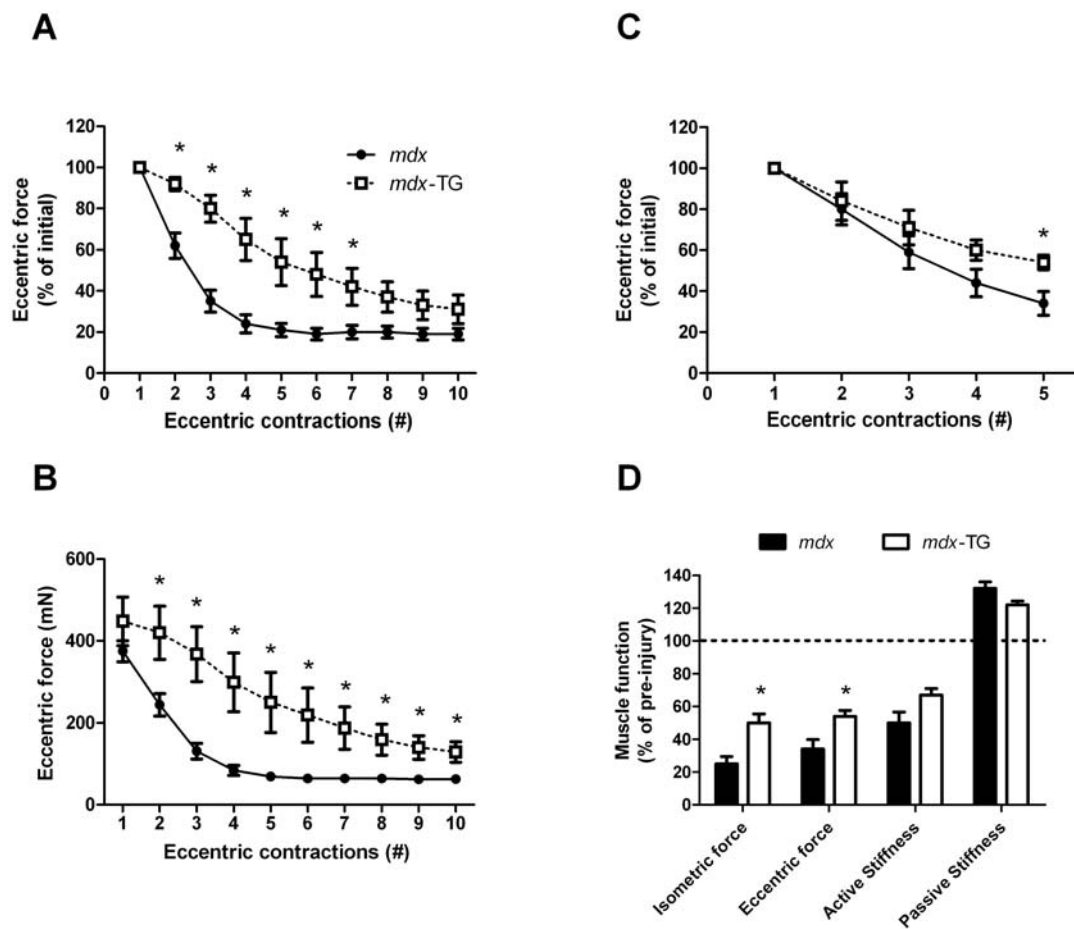 A
120
100
80
60
40
20
0
Eccentric force
(% of initial)
* * * * * *
mdx
mdx-TG
0 1 2 3 4 5 6 7 8 9 10
Eccentric contractions (#)
C
120
100
80
60
40
20
0
Eccentric force
(% of initial)
*
0 1 2 3 4 5
Eccentric contractions (#)
B
600
400
200
0
Eccentric force (mN)
* * * * * * * * *
1 2 3 4 5 6 7 8 9 10
Eccentric contractions (#)
D
mdx mdx-TG
140
120
100
80
60
40
20
0
Muscle function
(% of pre-injury)
* *
Isometric force
Eccentric force
Active Stiffness
Passive Stiffness